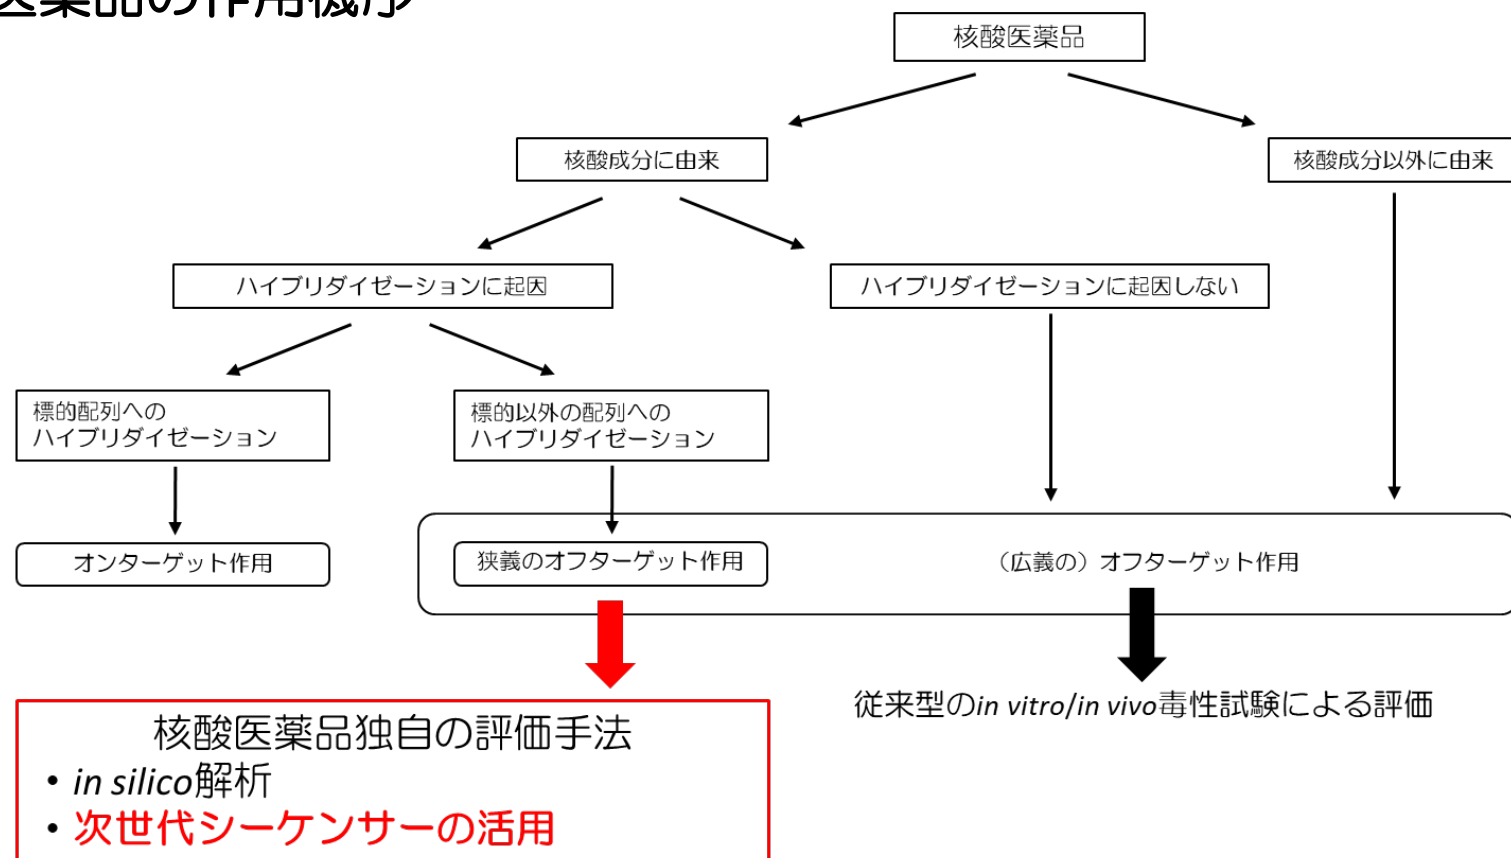 医薬品の作用機序
核酸医薬品
核酸成分に由来
核酸成分以外に由来
ハイブリダイゼーションに起因
ハイブリダイゼーションに起因しない
標的配列への
ハイブリダイゼーション
標的以外の配列への
ハイブリダイゼーション
オンターゲット作用
狭義のオフターゲット作用
（広義の）オフターゲット作用
従来型のin vitro/in vivo毒性試験による評価
核酸医薬品独自の評価手法
• in silico解析
• 次世代シーケンサーの活用